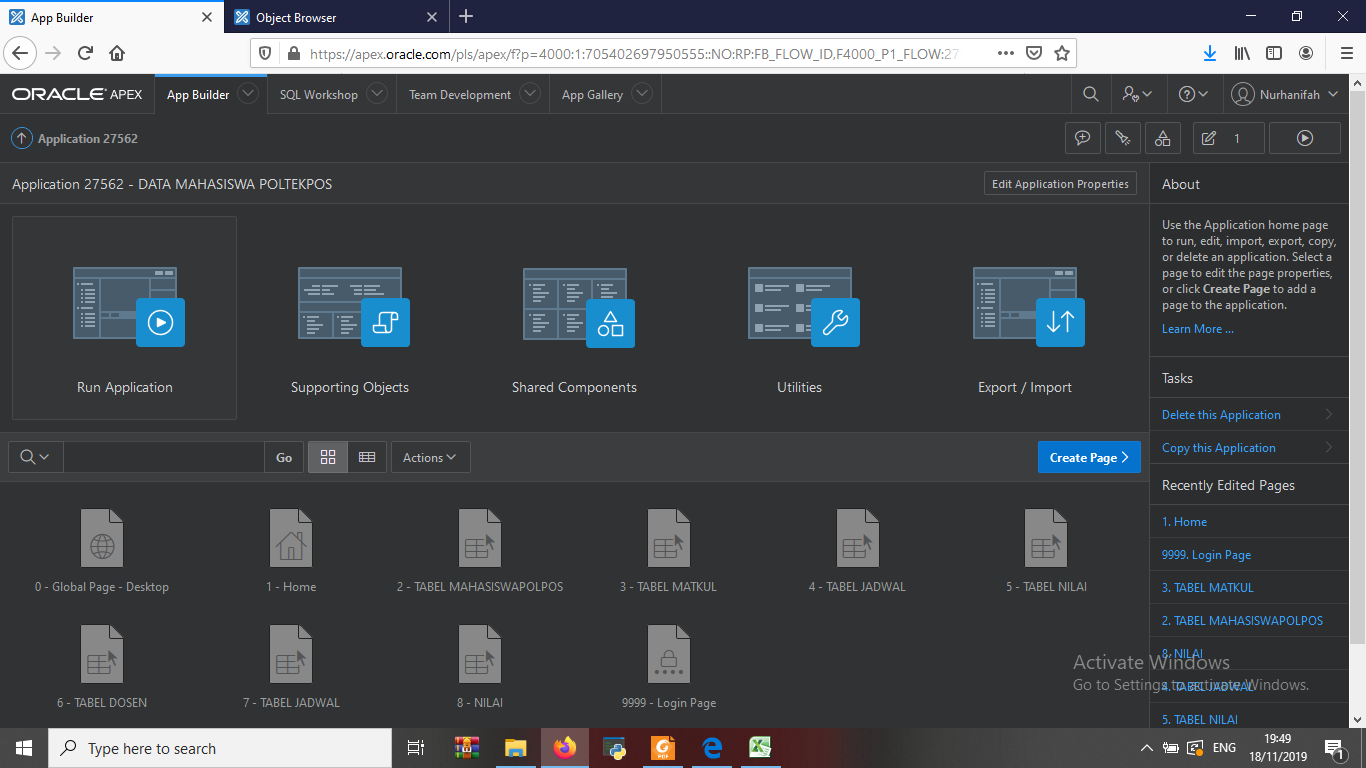 App Builder
Object Browser
https://apex.oracle.com/pls/apex/f?p=4000:1:705402697950555::NO:RP:FB_FLOW_ID,F4000_P1_FLOW:27
ORACLE APEX
App Builder
SQL Workshop
Team Development
App Gallery
Nurhanifah
Application 27562
1
Application 27562 - DATA MAHASISWA POLTEKPOS
Edit Application Properties
Run Application
Supporting Objects
Shared Components
Utilities
Export / Import
Go
Actions
Create Page
0 - Global Page - Desktop
1 - Home
2 - TABEL MAHASISWAPOLPOS
3 - TABEL MATKUL
4 - TABEL JADWAL
5 - TABEL NILAI
6 - TABEL DOSEN
7 - TABEL JADWAL
8 - NILAI
9999 - Login Page
About
Use the Application home page
to run, edit, import, export, copy,
or delete an application. Select a
page to edit the page properties,
or click Create Page to add a
page to the application.
Learn More ...
Tasks
Delete this Application
Copy this Application
Recently Edited Pages
1. Home
9999. Login Page
3. TABEL MATKUL
2. TABEL MAHASISWAPOLPOS
8. NILAI
4. TABEL JADWAL
5. TABEL NILAI
Activate Windows
Go to Settings to activate Windows.
Type here to search
PDF
ENG
19:49
18/11/2019
1